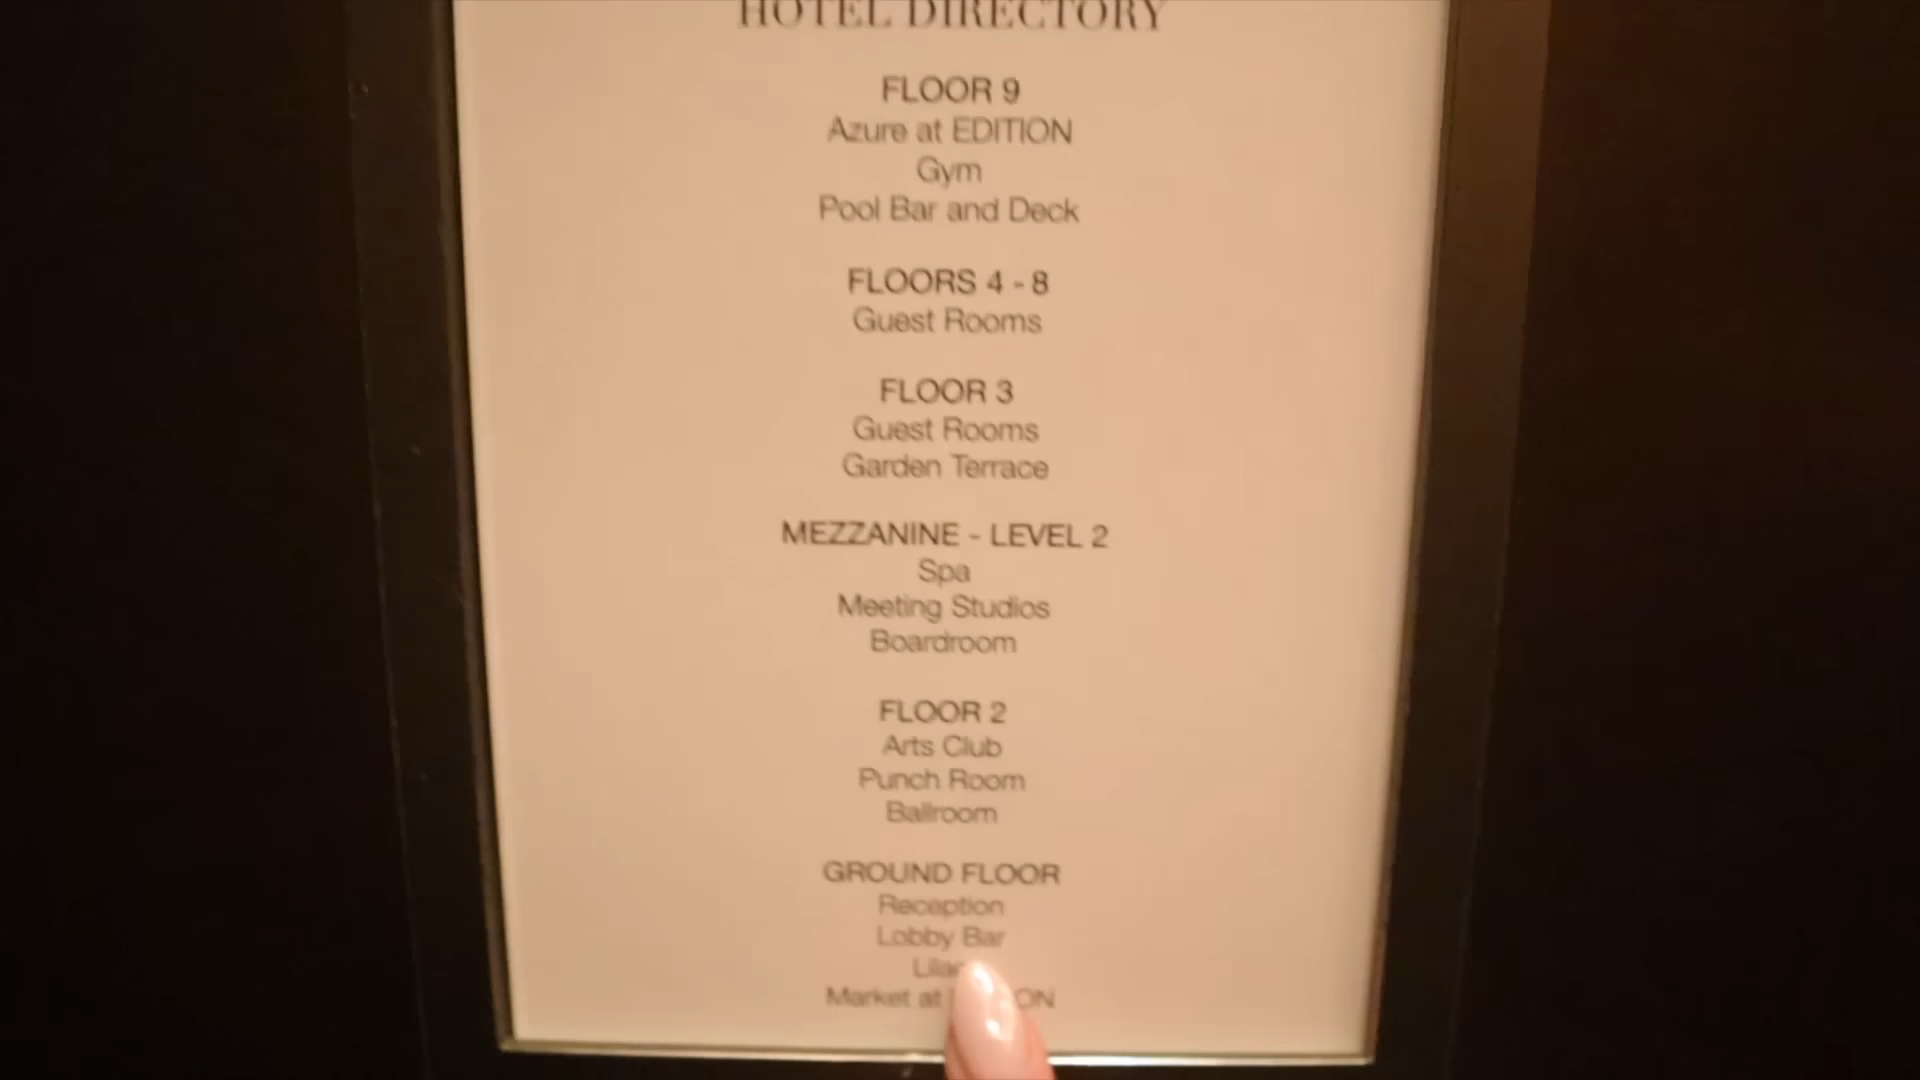 HOTEL DIRECTORY
FLOOR 9
Azure at EDITION
Gym
Pool Bar and Deck
FLOORS 4 - 8
Guest Rooms
FLOOR 3
Guest Rooms
Garden Terrace
MEZZANINE - LEVEL 2
Spa
Meeting Studios
Boardroom
FLOOR 2
Arts Club
Punch Room
Ballroom
GROUND FLOOR
Reception
Lobby Bar
Market at